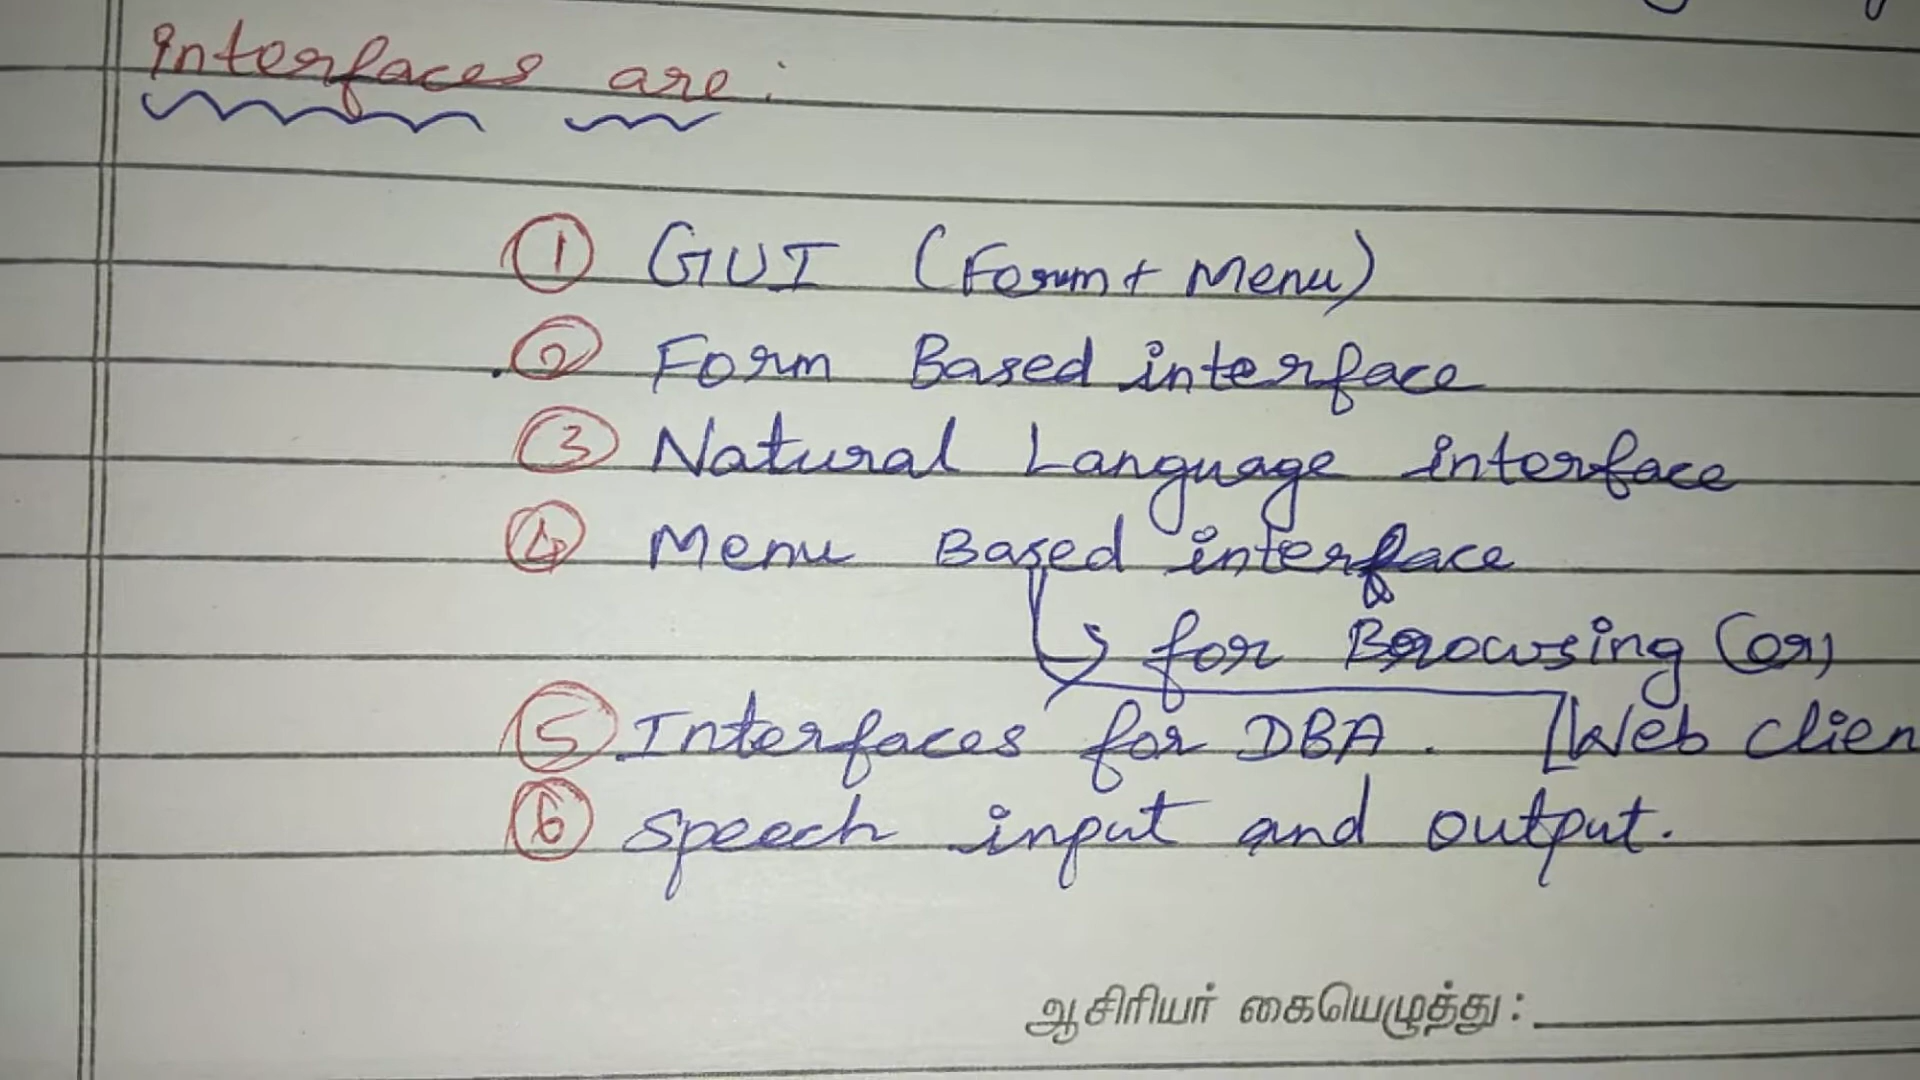 Interfaces are:
① GUI (Form + Menu)
② Form Based interface
③ Natural Language interface
④ Menu Based interface
for Browsing (or)
⑤ Interfaces for DBA. [Web clien
⑥ Speech input and output.
ஆசிரியர் கையெழுத்து: